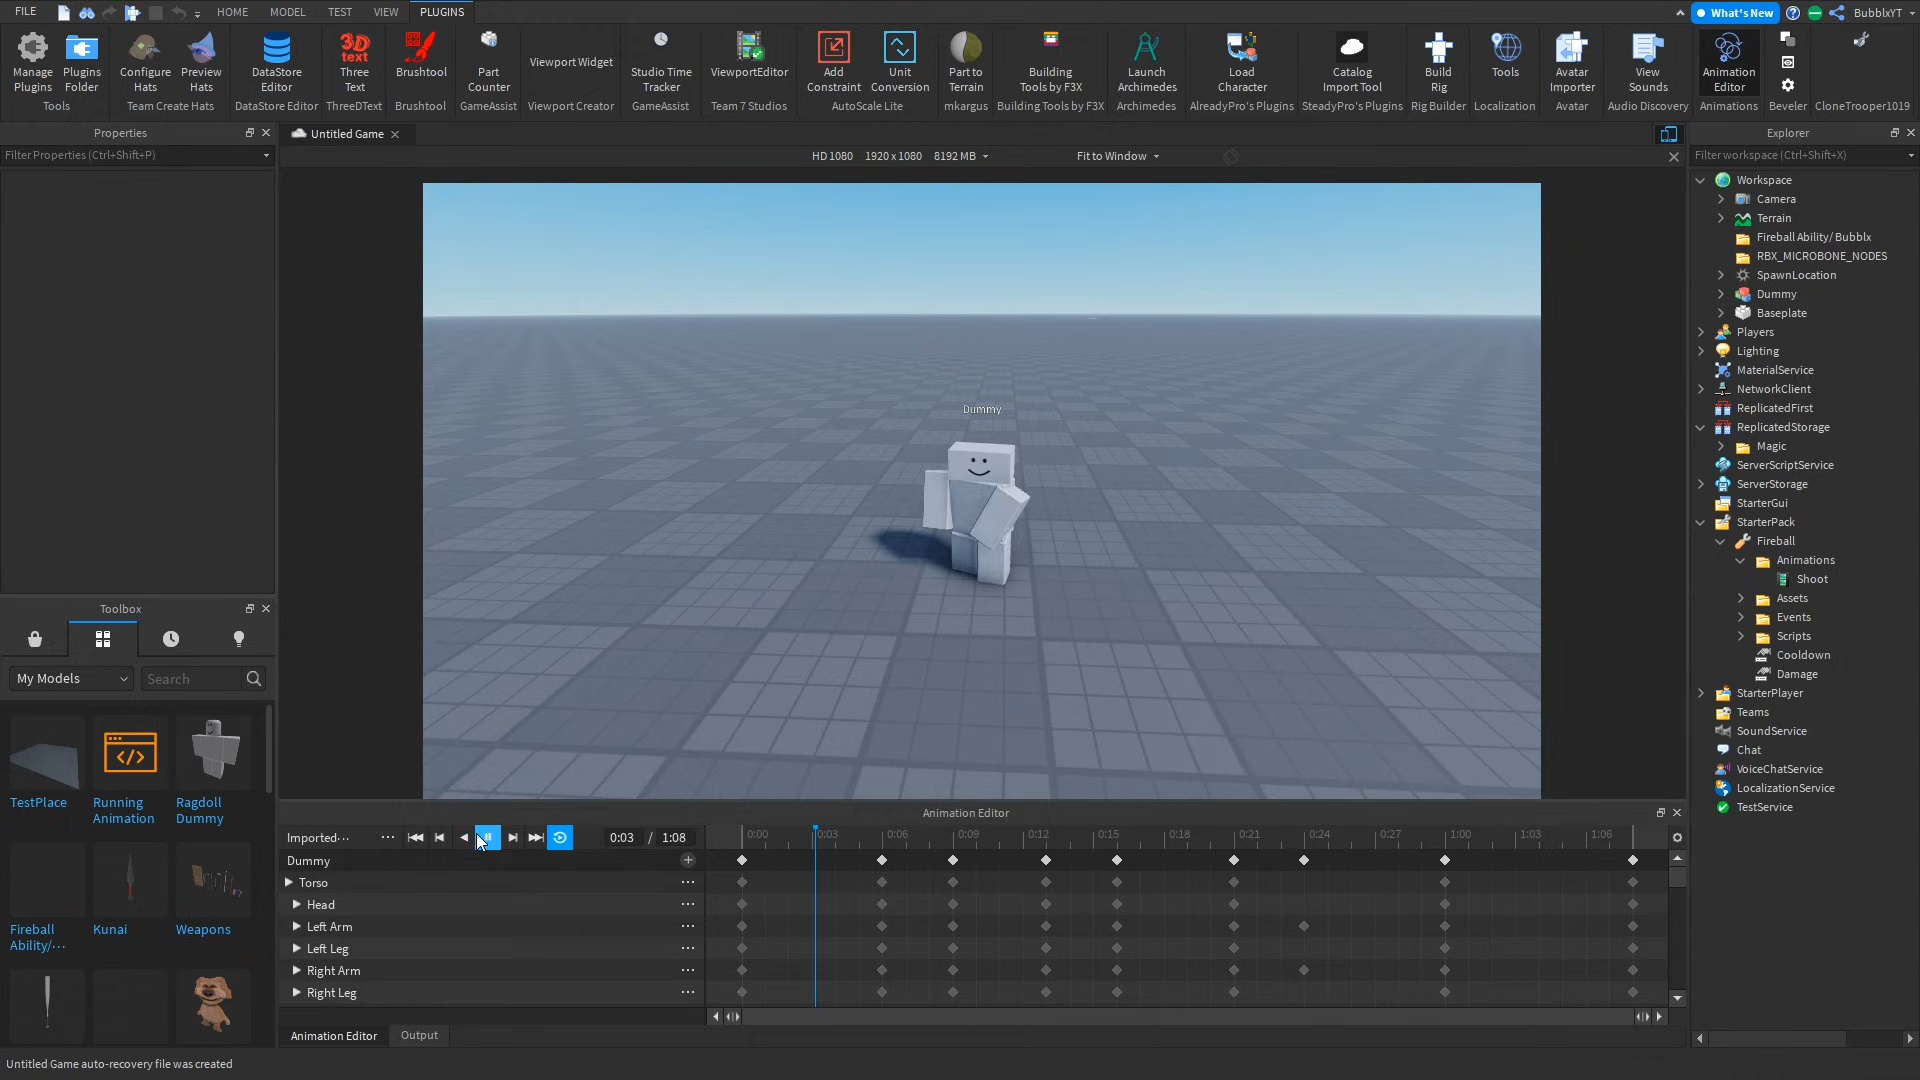 FILE
HOME
MODEL
TEST
VIEW
PLUGINS
What's New
BubblxYT
Manage
Plugins
Plugins
Folder
Tools
Configure
Hats
Preview
Hats
Team Create Hats
DataStore
Editor
DataStore Editor
3D
text
Three
Text
ThreeDText
Brushtool
Brushtool
Part
Counter
GameAssist
Viewport Widget
Viewport Creator
Studio Time
Tracker
GameAssist
ViewportEditor
Team 7 Studios
Add
Constraint
Unit
Conversion
AutoScale Lite
Part to
Terrain
mkargus
Building
Tools by F3X
Building Tools by F3X
Launch
Archimedes
Archimedes
Load
Character
AlreadyPro's Plugins
Catalog
Import Tool
SteadyPro's Plugins
Build
Rig
Rig Builder
Tools
Localization
Avatar
Importer
Avatar
View
Sounds
Audio Discovery
Animation
Editor
Animations
Beveler
CloneTrooper1019
Properties
Filter Properties (Ctrl+Shift+P)
Untitled Game
HD 1080 1920 x 1080 8192 MB
Fit to Window
Dummy
Explorer
Filter workspace (Ctrl+Shift+X)
Workspace
Camera
Terrain
Fireball Ability/ Bubblx
RBX_MICROBONE_NODES
SpawnLocation
Dummy
Baseplate
Players
Lighting
MaterialService
NetworkClient
ReplicatedFirst
ReplicatedStorage
Magic
ServerScriptService
ServerStorage
StarterGui
StarterPack
Fireball
Animations
Shoot
Assets
Events
Scripts
Cooldown
Damage
StarterPlayer
Teams
SoundService
Chat
VoiceChatService
LocalizationService
TestService
Toolbox
My Models
Search
TestPlace
Running
Animation
Ragdoll
Dummy
Fireball
Ability/···
Kunai
Weapons
Animation Editor
Imported···
0:03 / 1:08
0:00 0:03 0:06 0:09 0:12 0:15 0:18 0:21 0:24 0:27 1:00 1:03 1:06
Dummy
Torso
Head
Left Arm
Left Leg
Right Arm
Right Leg
Animation Editor
Output
Untitled Game auto-recovery file was created